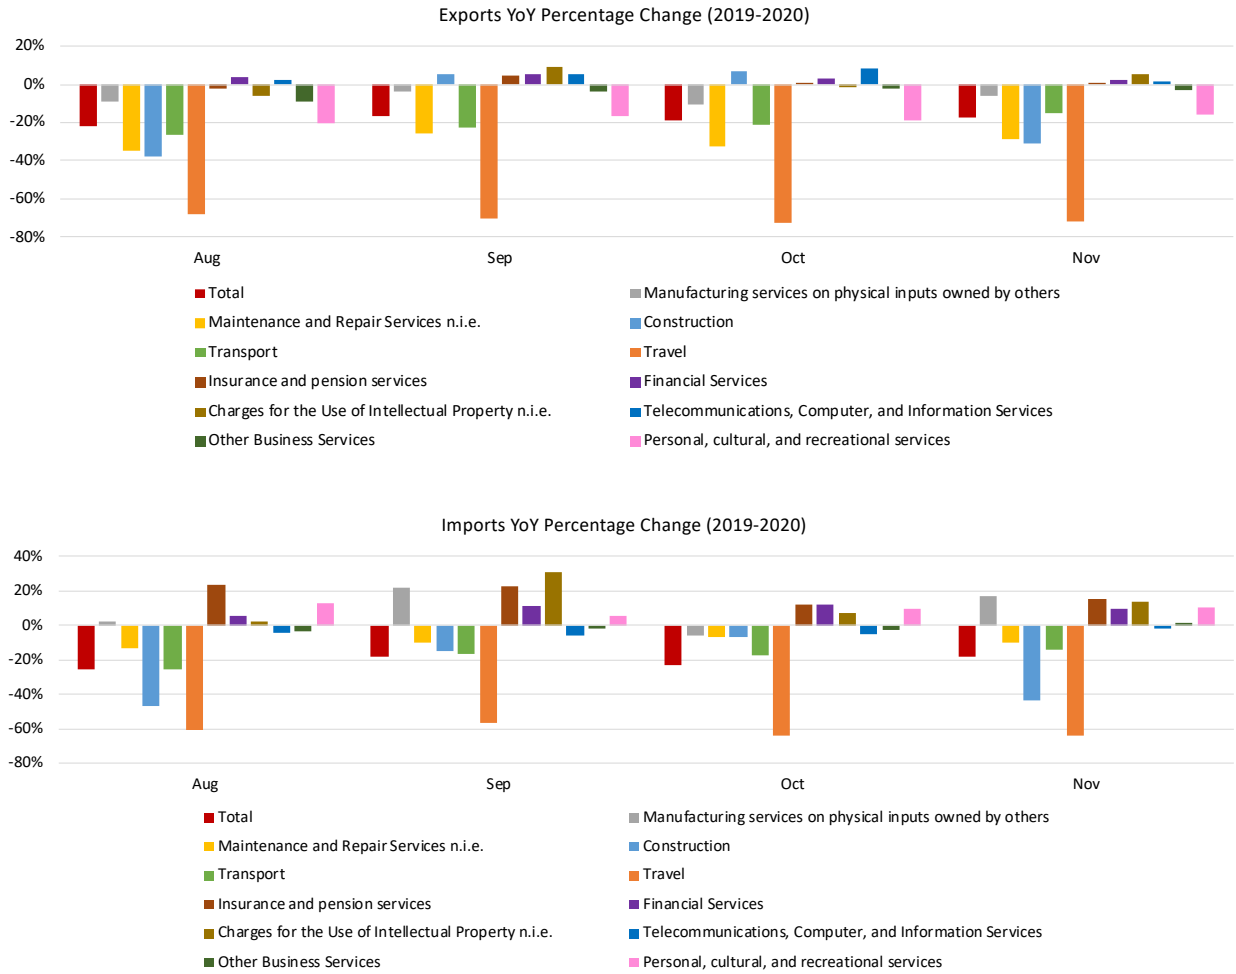 Exports YoY Percentage Change (2019-2020)
20%
0%
-20%
-40%
-60%
-80%
Aug Sep Oct Nov
Total Manufacturing services on physical inputs owned by others
Maintenance and Repair Services n.i.e. Construction
Transport Travel
Insurance and pension services Financial Services
Charges for the Use of Intellectual Property n.i.e. Telecommunications, Computer, and Information Services
Other Business Services Personal, cultural, and recreational services
Imports YoY Percentage Change (2019-2020)
40%
20%
0%
-20%
-40%
-60%
-80%
Aug Sep Oct Nov
Total Manufacturing services on physical inputs owned by others
Maintenance and Repair Services n.i.e. Construction
Transport Travel
Insurance and pension services Financial Services
Charges for the Use of Intellectual Property n.i.e. Telecommunications, Computer, and Information Services
Other Business Services Personal, cultural, and recreational services